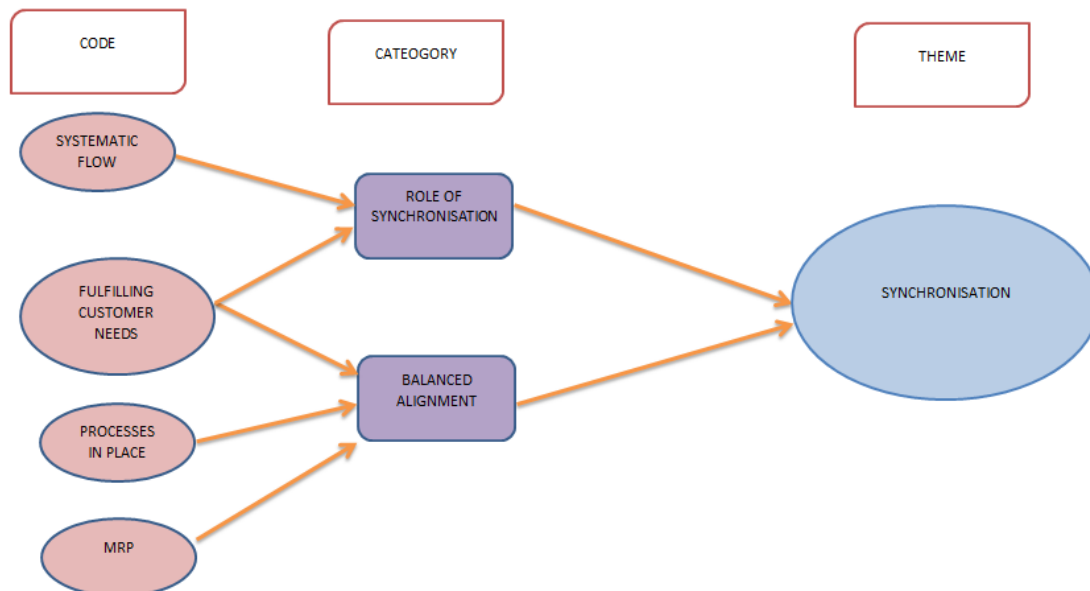 CODE
CATEOGORY
THEME
SYSTEMATIC
FLOW
ROLE OF
SYNCHRONISATION
FULFILLING
CUSTOMER
NEEDS
SYNCHRONISATION
BALANCED
ALIGNMENT
PROCESSES
IN PLACE
MRP